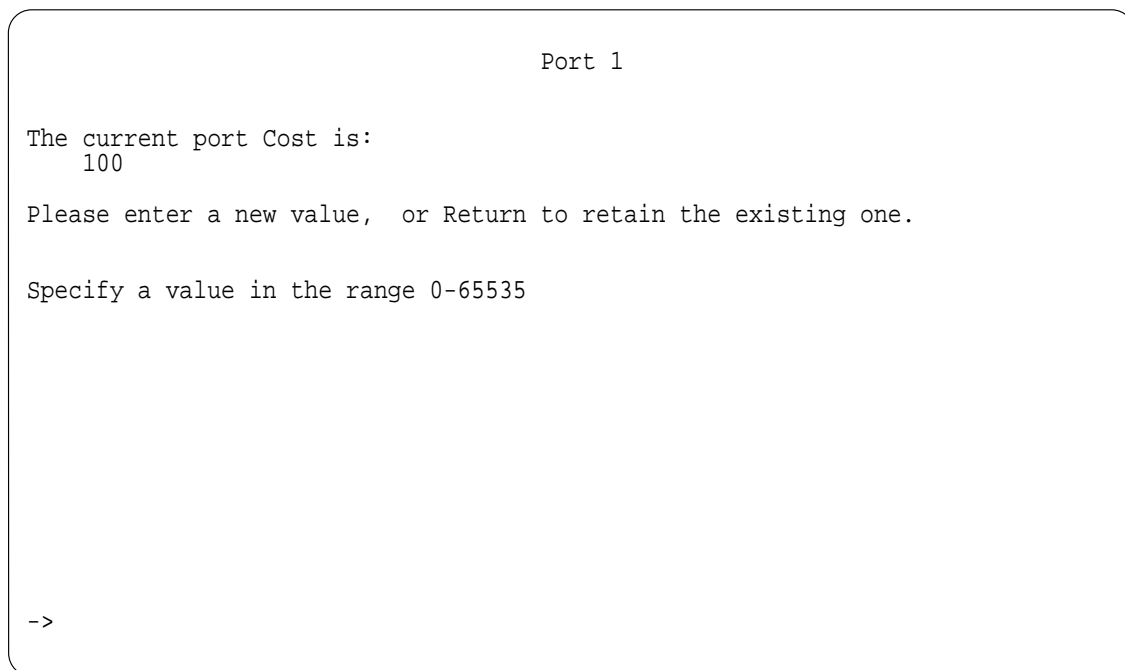 Port 1
The current port Cost is:
100
Please enter a new value,  or Return to retain the existing one.
Specify a value in the range 0-65535
->